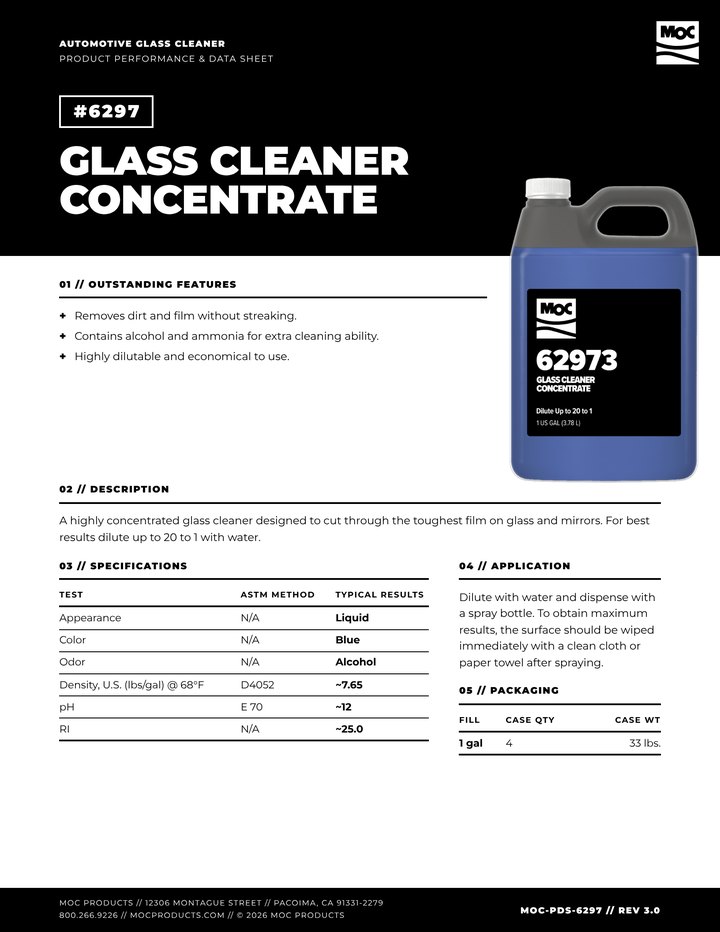 AUTOMOTIVE GLASS CLEANER
PRODUCT PERFORMANCE & DATA SHEET
MOC
#6297
GLASS CLEANER
CONCENTRATE
01 // OUTSTANDING FEATURES
+ Removes dirt and film without streaking.
+ Contains alcohol and ammonia for extra cleaning ability.
+ Highly dilutable and economical to use.
MOC
62973
GLASS CLEANER
CONCENTRATE
Dilute Up to 20 to 1
1 US GAL (3.78 L)
02 // DESCRIPTION
A highly concentrated glass cleaner designed to cut through the toughest film on glass and mirrors. For best
results dilute up to 20 to 1 with water.
03 // SPECIFICATIONS
TEST ASTM METHOD TYPICAL RESULTS
Appearance N/A Liquid
Color N/A Blue
Odor N/A Alcohol
Density, U.S. (lbs/gal) @ 68°F D4052 ~7.65
pH E 70 ~12
RI N/A ~25.0
04 // APPLICATION
Dilute with water and dispense with
a spray bottle. To obtain maximum
results, the surface should be wiped
immediately with a clean cloth or
paper towel after spraying.
05 // PACKAGING
FILL CASE QTY CASE WT
1 gal 4 33 lbs.
MOC PRODUCTS // 12306 MONTAGUE STREET // PACOIMA, CA 91331-2279
800.266.9226 // MOCPRODUCTS.COM // © 2026 MOC PRODUCTS
MOC-PDS-6297 // REV 3.0